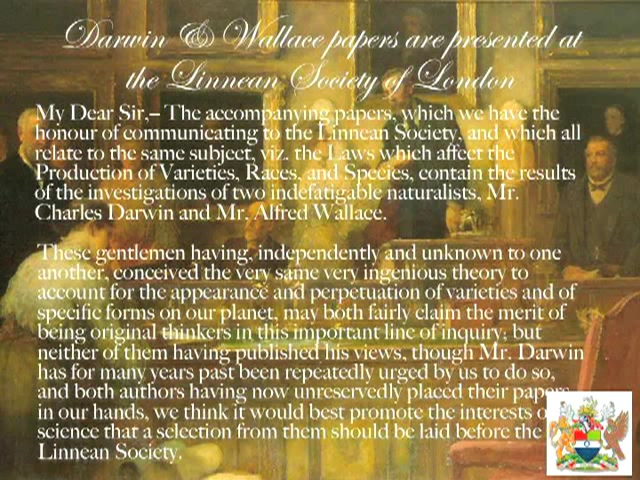 Darwin & Wallace papers are presented at
the Linnean Society of London
My Dear Sir,– The accompanying papers, which we have the
honour of communicating to the Linnean Society, and which all
relate to the same subject, viz. the Laws which affect the
Production of Varieties, Races, and Species, contain the results
of the investigations of two indefatigable naturalists, Mr.
Charles Darwin and Mr. Alfred Wallace.
These gentlemen having, independently and unknown to one
another, conceived the very same very ingenious theory to
account for the appearance and perpetuation of varieties and of
specific forms on our planet, may both fairly claim the merit of
being original thinkers in this important line of inquiry; but
neither of them having published his views, though Mr. Darwin
has for many years past been repeatedly urged by us to do so,
and both authors having now unreservedly placed their papers
in our hands, we think it would best promote the interests of
science that a selection from them should be laid before the
Linnean Society.